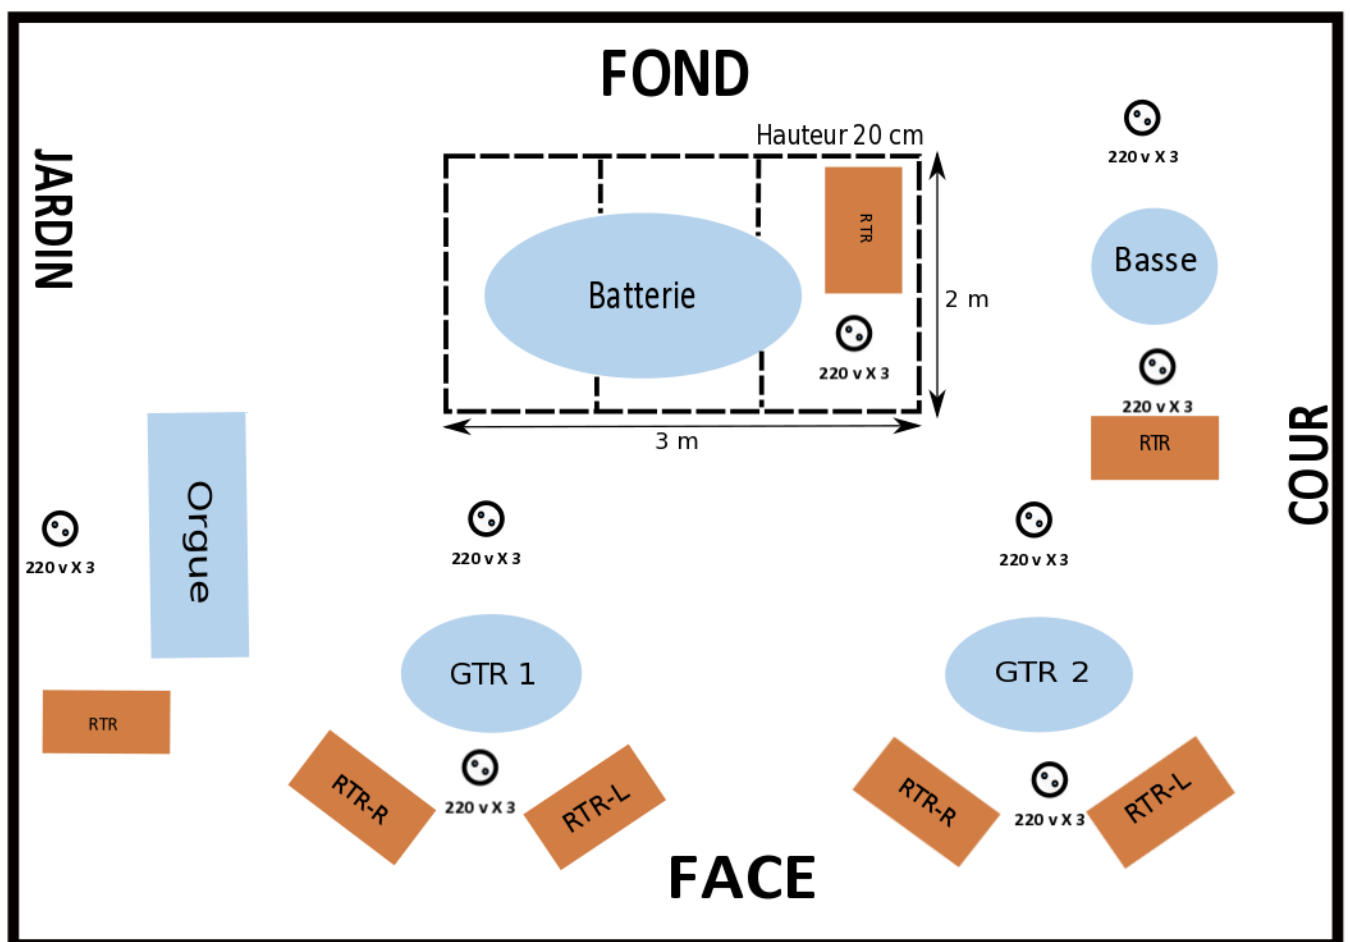 FOND
Hauteur 20 cm
JARDIN
220 v X 3
RTR
Basse
Batterie
2 m
220 v X 3
220 v X 3
3 m
RTR
COUR
Orgue
220 v X 3
220 v X 3
220 v X 3
GTR 1
GTR 2
RTR
RTR-R
220 v X 3
RTR-L
RTR-R
220 v X 3
RTR-L
FACE